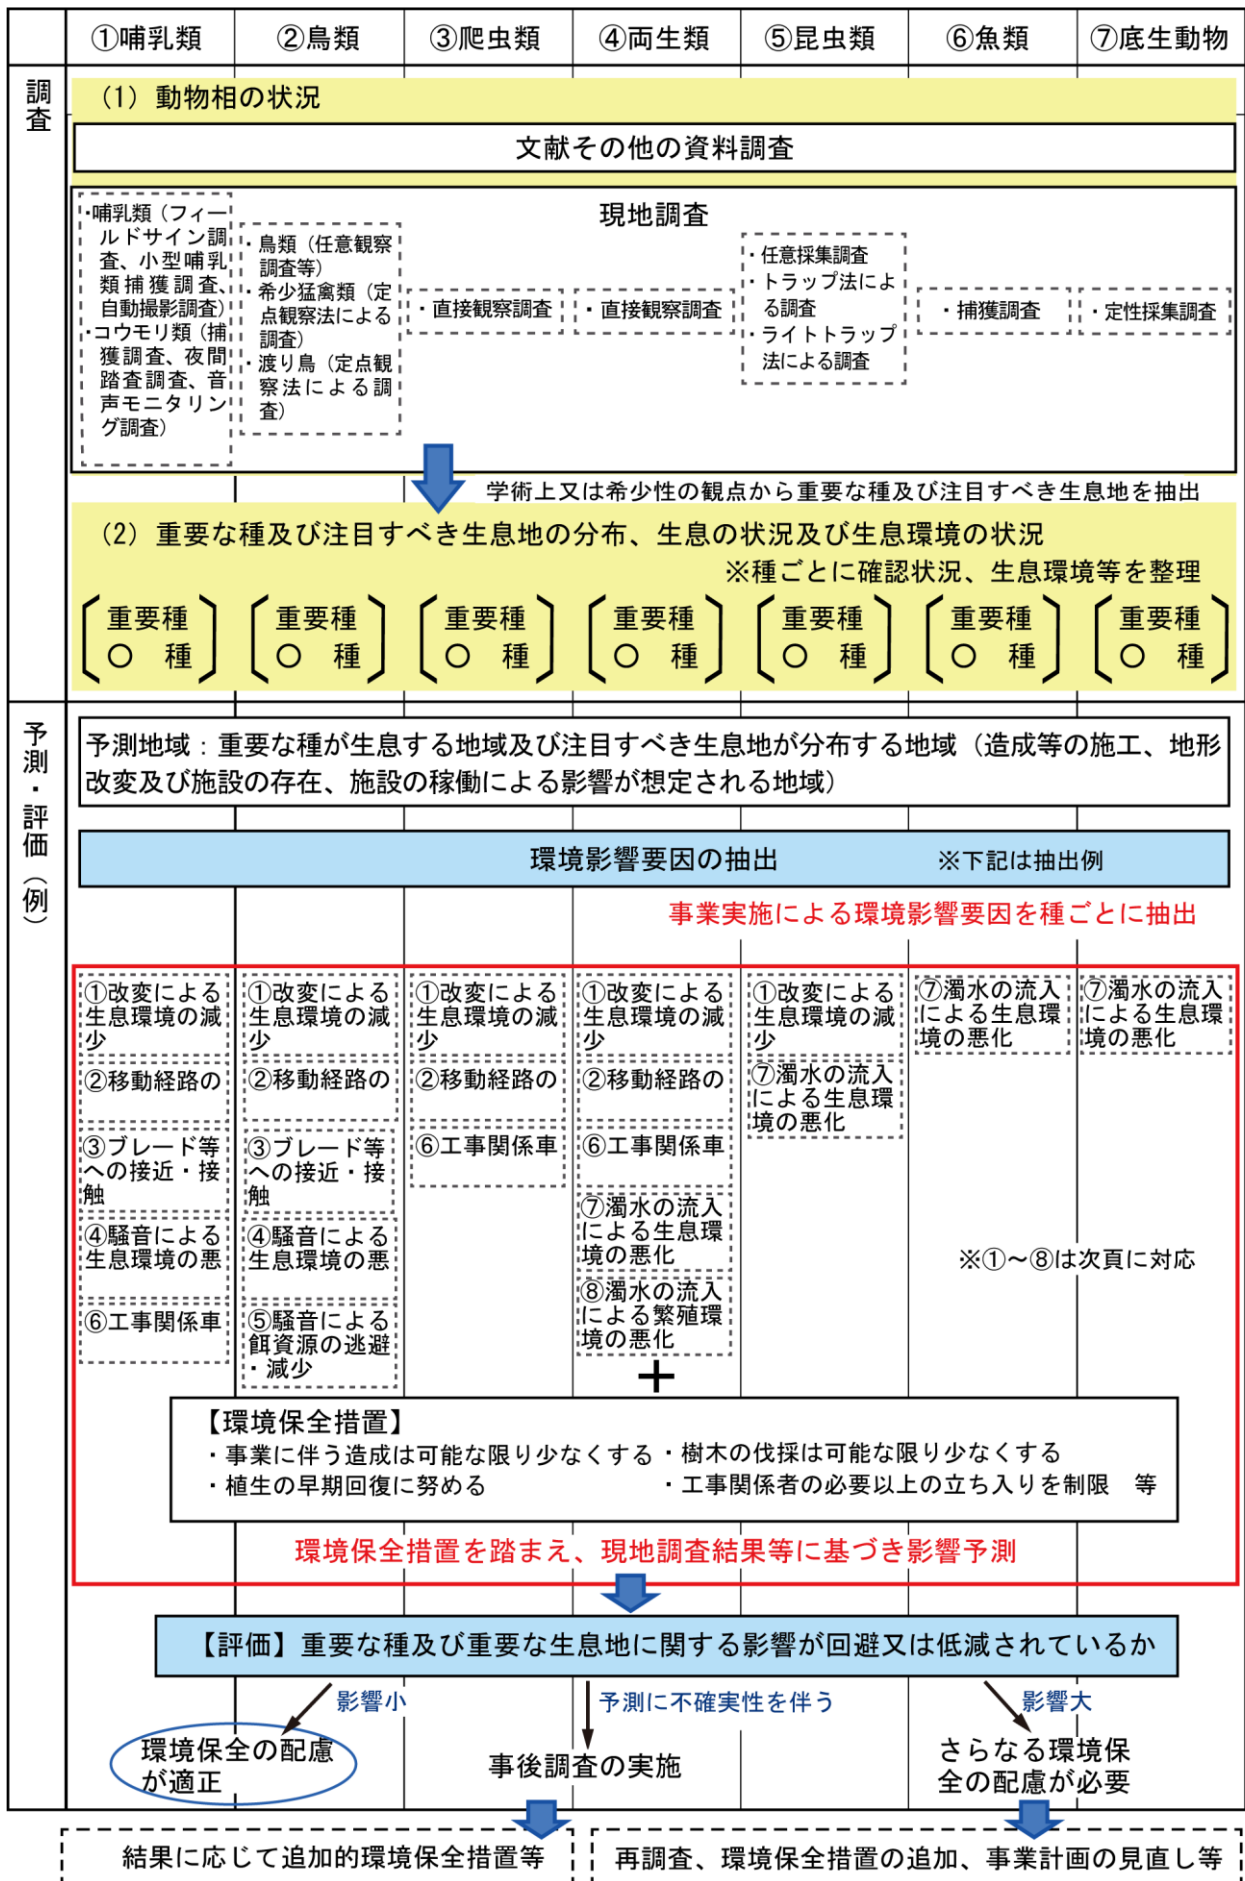 ①哺乳類
②鳥類
③爬虫類
④両生類
⑤昆虫類
⑥魚類
⑦底生動物
調査
(1) 動物相の状況
文献その他の資料調査
現地調査
・哺乳類（フィー
ルドサイン調
査、小型哺乳
類捕獲調査、
自動撮影調査）
・コウモリ類（捕
獲調査、夜間
踏査調査、音
声モニタリン
グ調査）
・鳥類（任意観察
調査等）
・希少猛禽類（定
点観察法による
調査）
・渡り鳥（定点観
察法による調
査）
・直接観察調査
・直接観察調査
・任意採集調査
・トラップ法によ
る調査
・ライトトラップ
法による調査
・捕獲調査
・定性採集調査
学術上又は希少性の観点から重要な種及び注目すべき生息地を抽出
(2) 重要な種及び注目すべき生息地の分布、生息の状況及び生息環境の状況
※種ごとに確認状況、生息環境等を整理
重要種
○ 種
重要種
○ 種
重要種
○ 種
重要種
○ 種
重要種
○ 種
重要種
○ 種
重要種
○ 種
予測・評価（例）
予測地域：重要な種が生息する地域及び注目すべき生息地が分布する地域（造成等の施工、地形
改変及び施設の存在、施設の稼働による影響が想定される地域）
環境影響要因の抽出 ※下記は抽出例
事業実施による環境影響要因を種ごとに抽出
①改変による
生息環境の減
少
②移動経路の
③ブレード等
への接近・接
触
④騒音による
生息環境の悪
⑥工事関係車
①改変による
生息環境の減
少
②移動経路の
③ブレード等
への接近・接
触
④騒音による
生息環境の悪
⑤騒音による
餌資源の逃避
・減少
①改変による
生息環境の減
少
②移動経路の
⑥工事関係車
①改変による
生息環境の減
少
②移動経路の
⑥工事関係車
⑦濁水の流入
による生息環
境の悪化
⑧濁水の流入
による繁殖環
境の悪化
①改変による
生息環境の減
少
⑦濁水の流入
による生息環
境の悪化
⑦濁水の流入
による生息環
境の悪化
⑦濁水の流入
による生息環
境の悪化
※①～⑧は次頁に対応
＋
【環境保全措置】
・事業に伴う造成は可能な限り少なくする ・樹木の伐採は可能な限り少なくする
・植生の早期回復に努める ・工事関係者の必要以上の立ち入りを制限 等
環境保全措置を踏まえ、現地調査結果等に基づき影響予測
【評価】重要な種及び重要な生息地に関する影響が回避又は低減されているか
影響小
予測に不確実性を伴う
影響大
環境保全の配慮
が適正
事後調査の実施
さらなる環境保
全の配慮が必要
結果に応じて追加的環境保全措置等
再調査、環境保全措置の追加、事業計画の見直し等